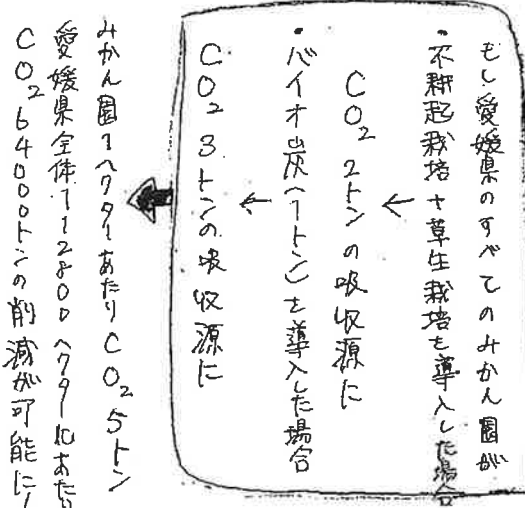 もし愛媛県のすべてのみかん園が
・不耕起栽培+草生栽培を導入した場合
CO2 2トンの吸収源に
・バイオ炭(1トン)を導入した場合
CO2 3トンの吸収源に
みかん園1ヘクターあたりCO2 5トン
愛媛県全体112800ヘクターにあたり
CO2 64000トンの削減が可能に!